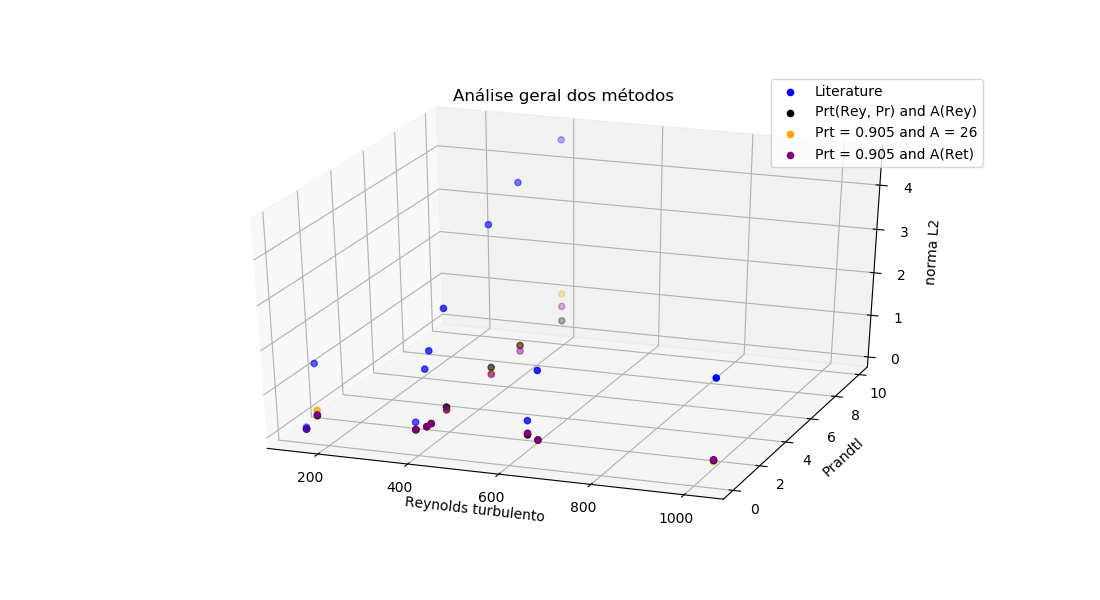 Análise geral dos métodos
Literature
Prt(Rey, Pr) and A(Rey)
Prt = 0.905 and A = 26
Prt = 0.905 and A(Ret)
4
3
2
1
0
norma L2
10
8
6
4
2
0
Prandtl
200
400
600
800
1000
Reynolds turbulento